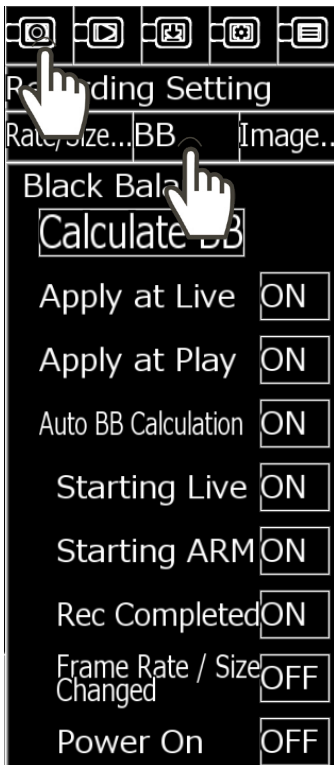 Recording Setting
Rate/Size... BB Image..
Black Bala
Calculate BB
Apply at Live ON
Apply at Play ON
Auto BB Calculation ON
Starting Live ON
Starting ARM ON
Rec Completed ON
Frame Rate / Size
Changed OFF
Power On OFF